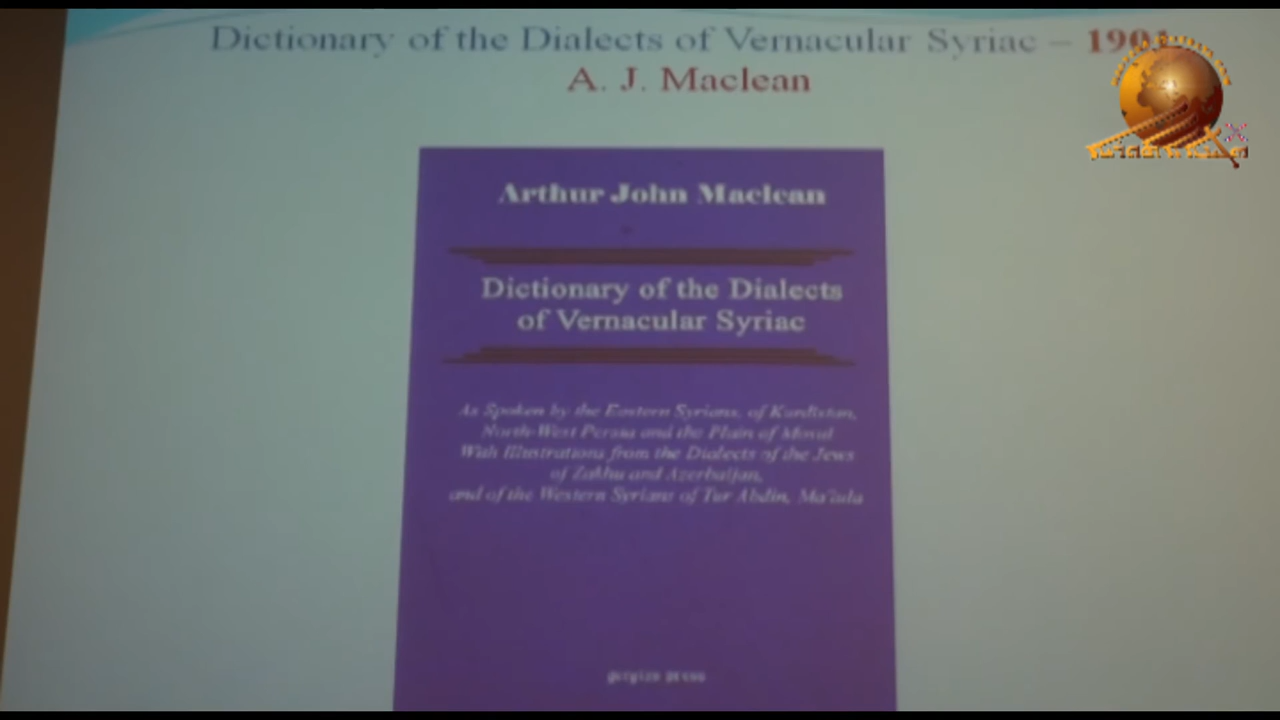 Dictionary of the Dialects of Vernacular Syriac – 1901
A. J. Maclean
Arthur John Maclean
Dictionary of the Dialects
of Vernacular Syriac
As Spoken by the Eastern Syrians, of Kurdistan,
North-West Persia and the Plain of Mosul
With Illustrations from the Dialects of the Jews
of Zakhu and Azerbaijan,
and of the Western Syrians of Tur Abdin, Ma'lula
gorgias press